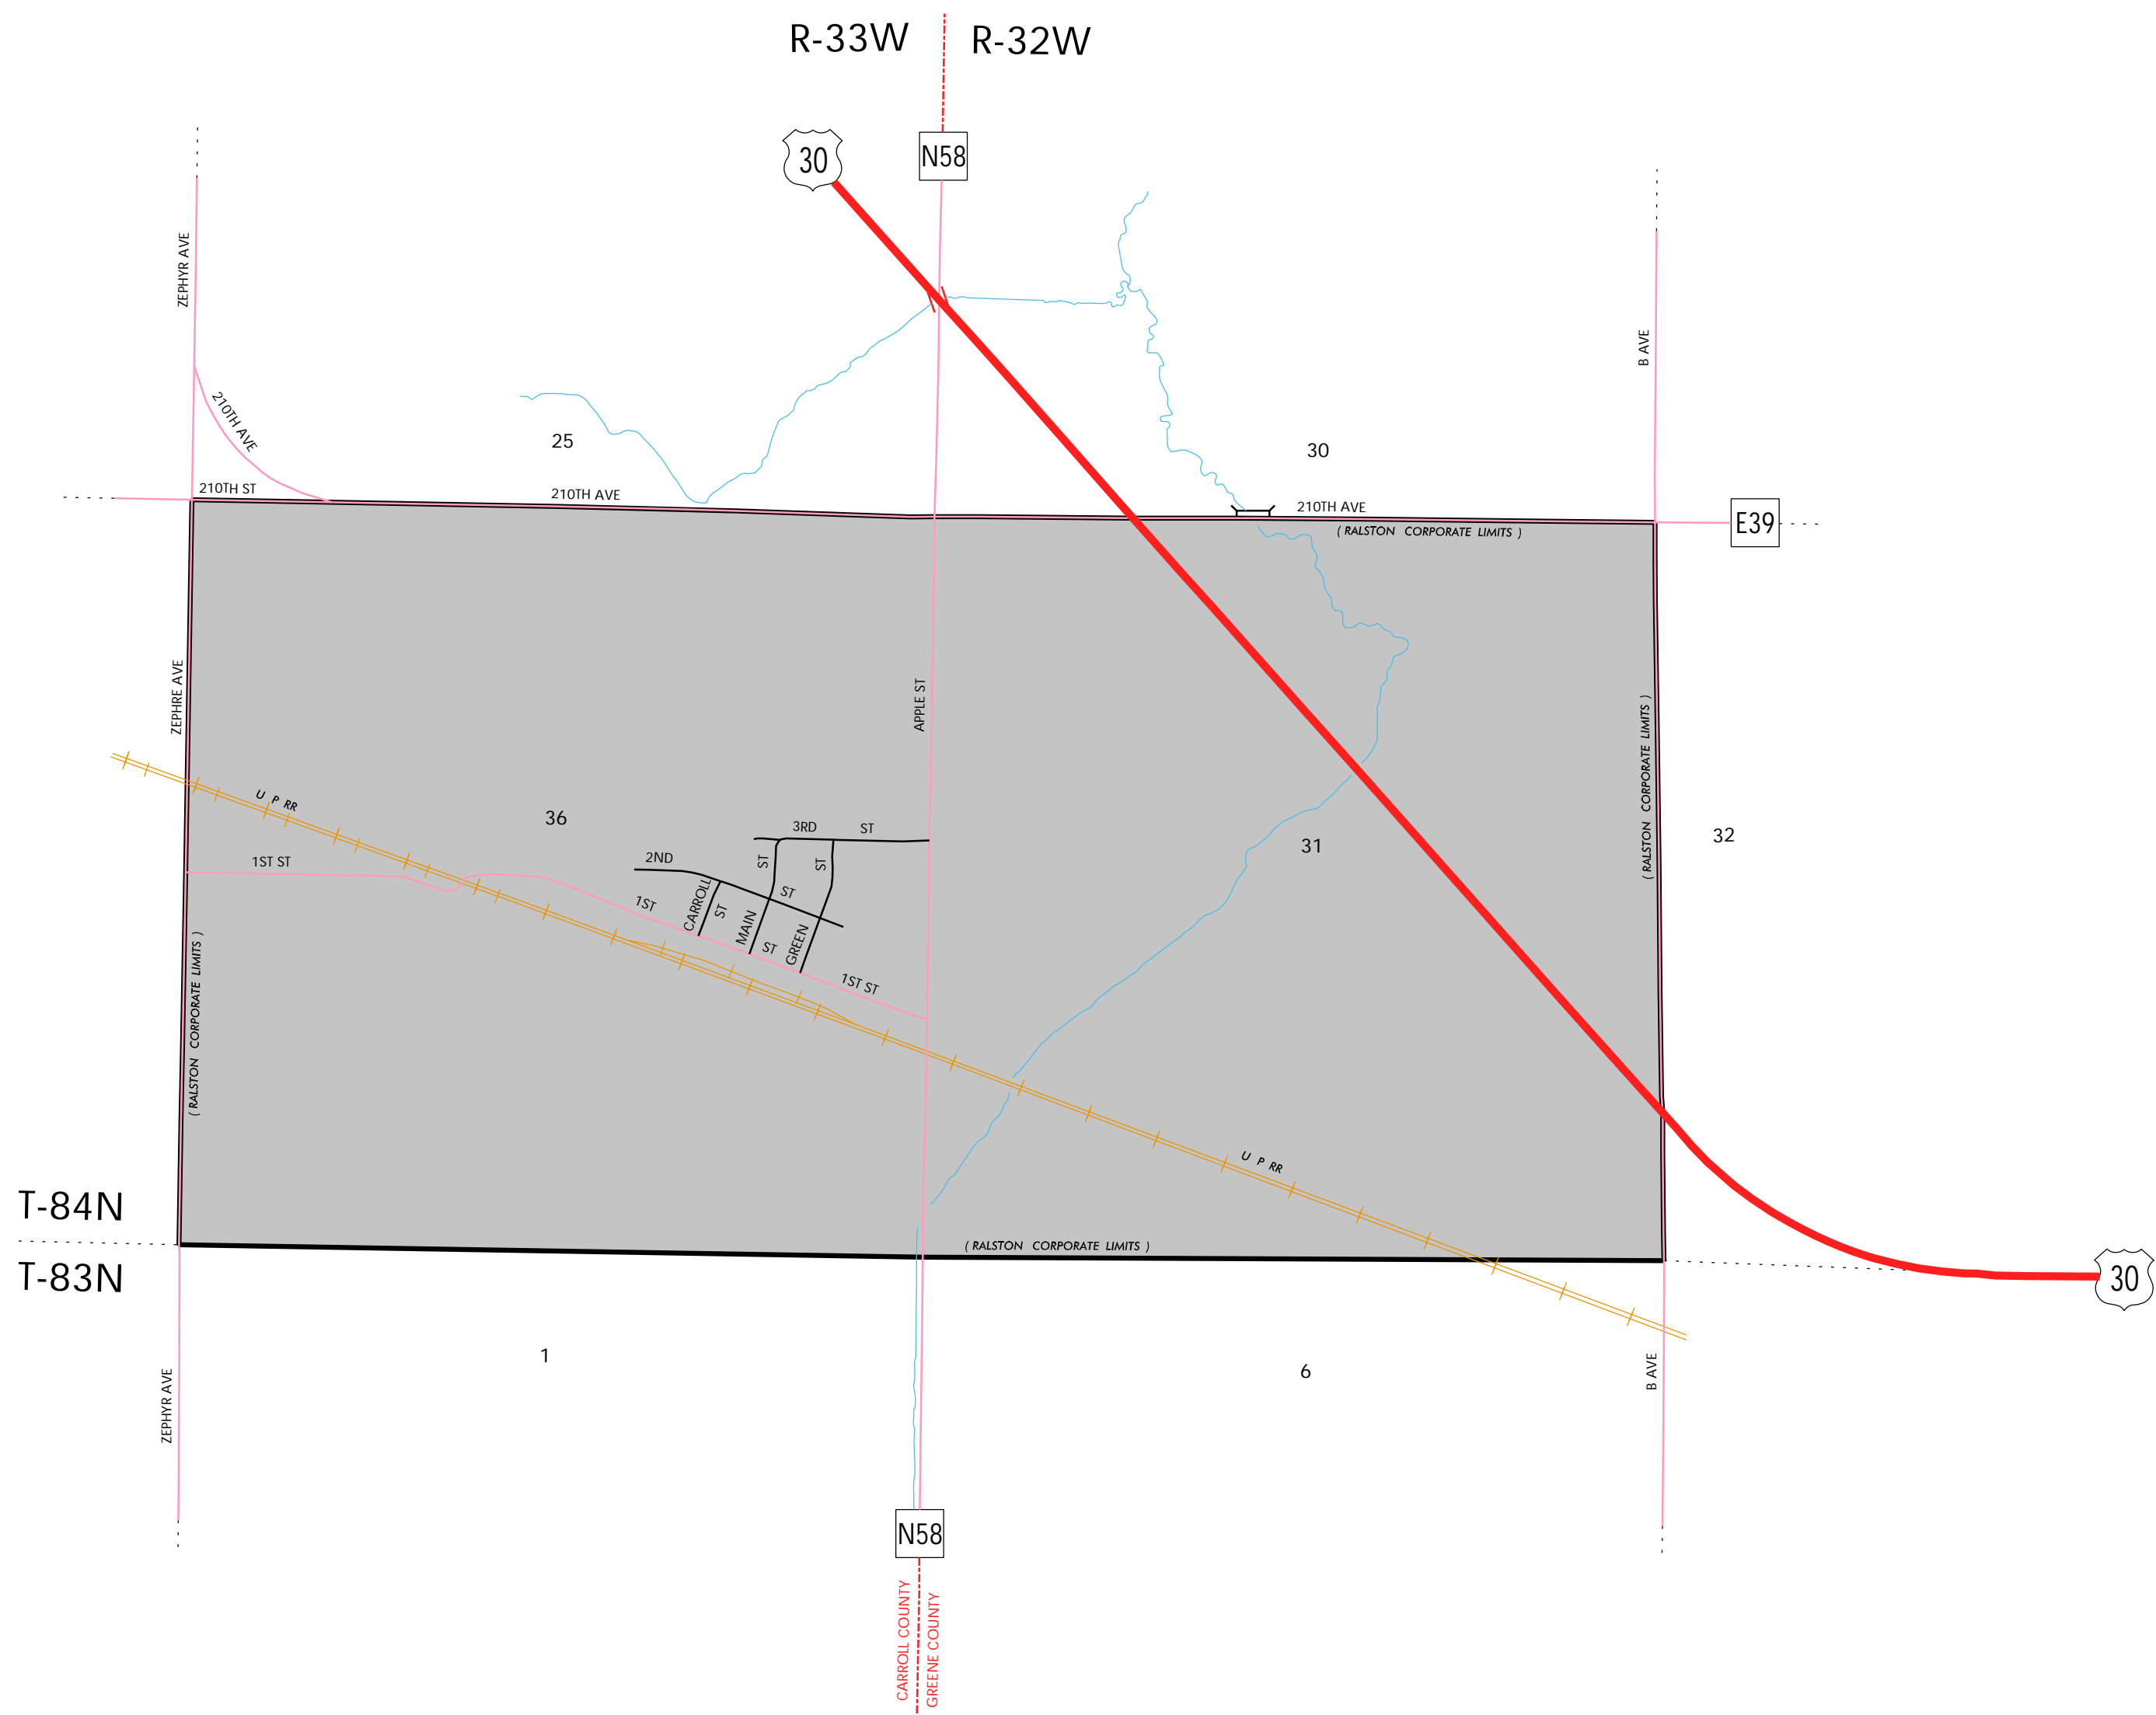 R-33W
R-32W
30
N58
ZEPHYR AVE
B AVE
210TH AVE
25
30
210TH ST
210TH AVE
210TH AVE
E39
( RALSTON CORPORATE LIMITS )
ZEPHRE AVE
APPLE ST
( RALSTON CORPORATE LIMITS )
U P RR
36
3RD ST
31
32
1ST ST
2ND ST
ST
ST
1ST ST
CARROLL ST
MAIN
GREEN
1ST ST
( RALSTON CORPORATE LIMITS )
U P RR
T-84N
( RALSTON CORPORATE LIMITS )
T-83N
30
1
6
ZEPHYR AVE
B AVE
N58
CARROLL COUNTY
GREENE COUNTY